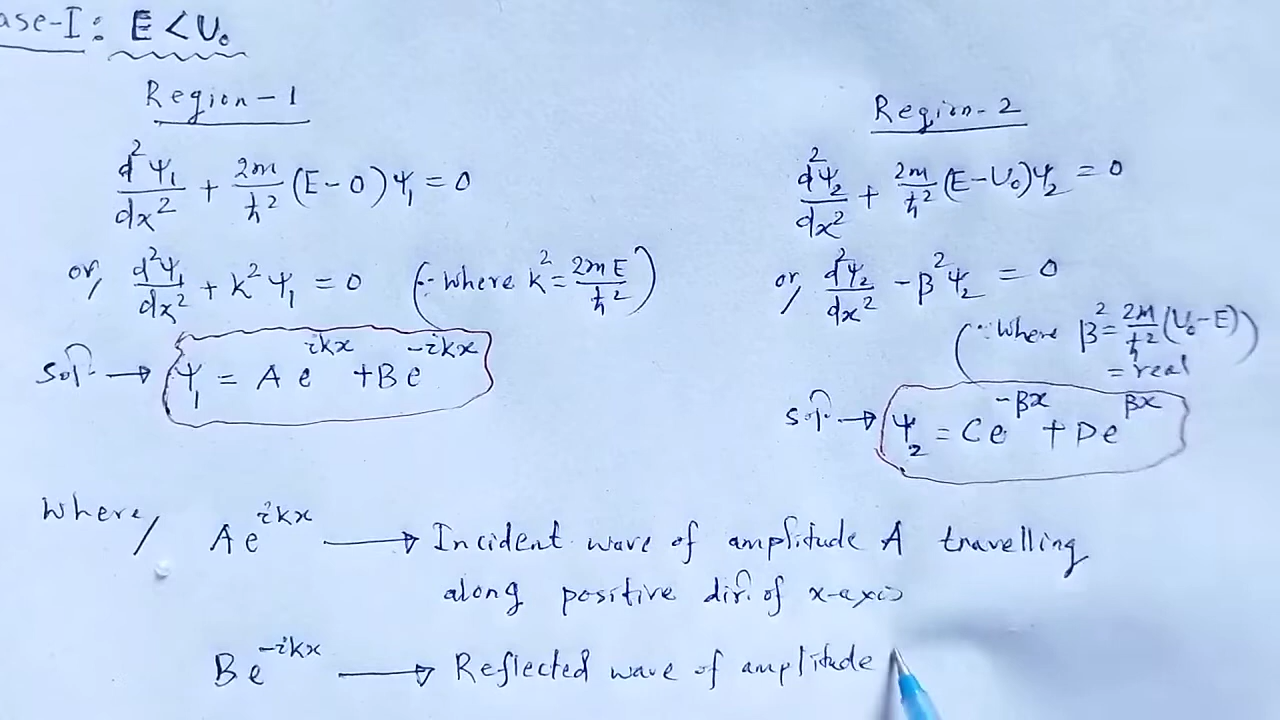 ase-I: E < U₀
Region-1
d²ψ₁/dx² + 2m/ħ² (E-0)ψ₁ = 0
or, d²ψ₁/dx² + k²ψ₁ = 0 (∵ where k² = 2mE/ħ²)
Solⁿ → ψ₁ = A e^{ikx} + B e^{-ikx}
Region-2
d²ψ₂/dx² + 2m/ħ² (E-U₀)ψ₂ = 0
or, d²ψ₂/dx² - β²ψ₂ = 0
(∵ where β² = 2m/ħ² (U₀-E))
= real
Solⁿ → ψ₂ = C e^{-βx} + D e^{βx}
Where, A e^{ikx} → Incident wave of amplitude A travelling
along positive dirⁿ. of x-axis
B e^{-ikx} → Reflected wave of amplitude